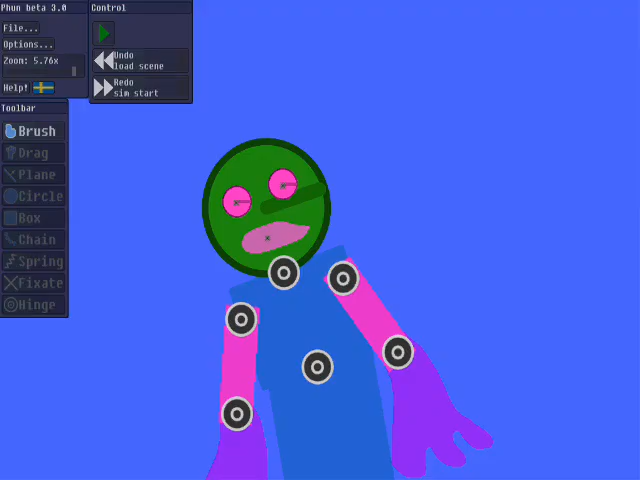 Phun beta 3.0
File...
Options...
Zoom: 5.76x
Help!
Control
Undo
load scene
Redo
sim start
Toolbar
Brush
Drag
Plane
Circle
Box
Chain
Spring
Fixate
Hinge